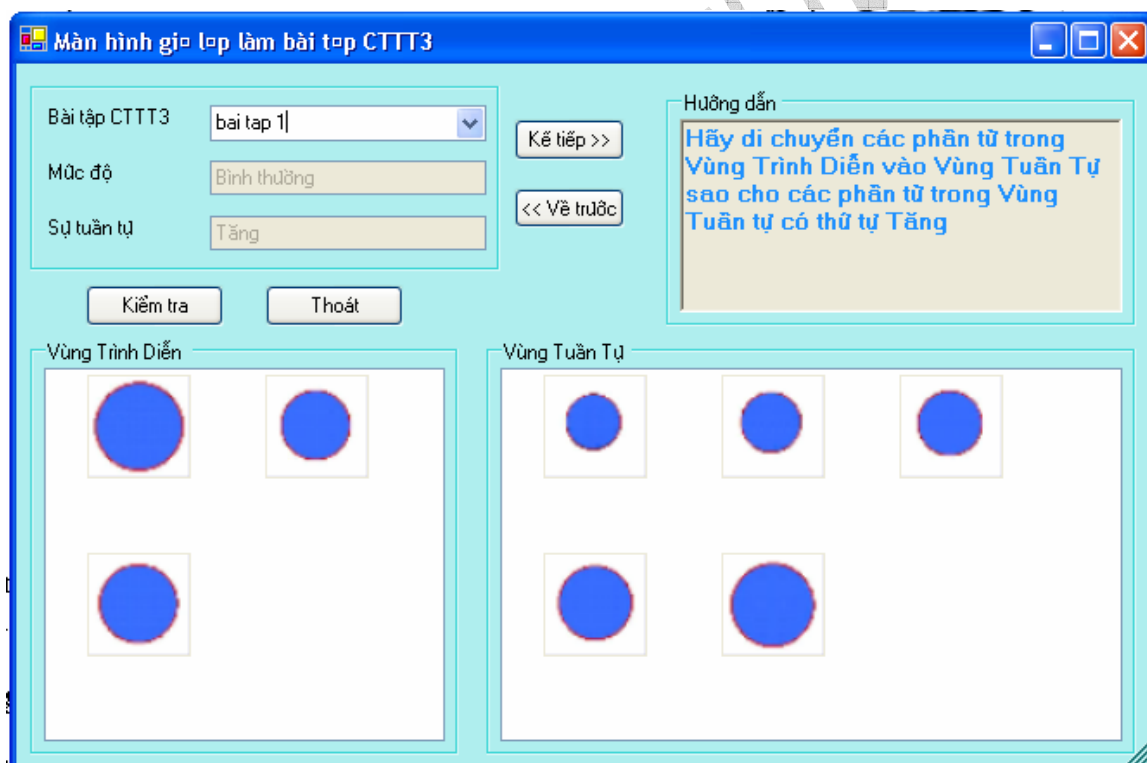 Màn hình gi¤ l¤p làm bài t¤p CTTT3
Bài tập CTTT3
bai tap 1
Mức độ
Bình thường
Sự tuần tự
Tăng
Kế tiếp >>
<< Về trước
Hướng dẫn
Hãy di chuyển các phần tử trong
Vùng Trình Diễn vào Vùng Tuần Tự
sao cho các phần tử trong Vùng
Tuần tự có thứ tự Tăng
Kiểm tra
Thoát
Vùng Trình Diễn
Vùng Tuần Tự